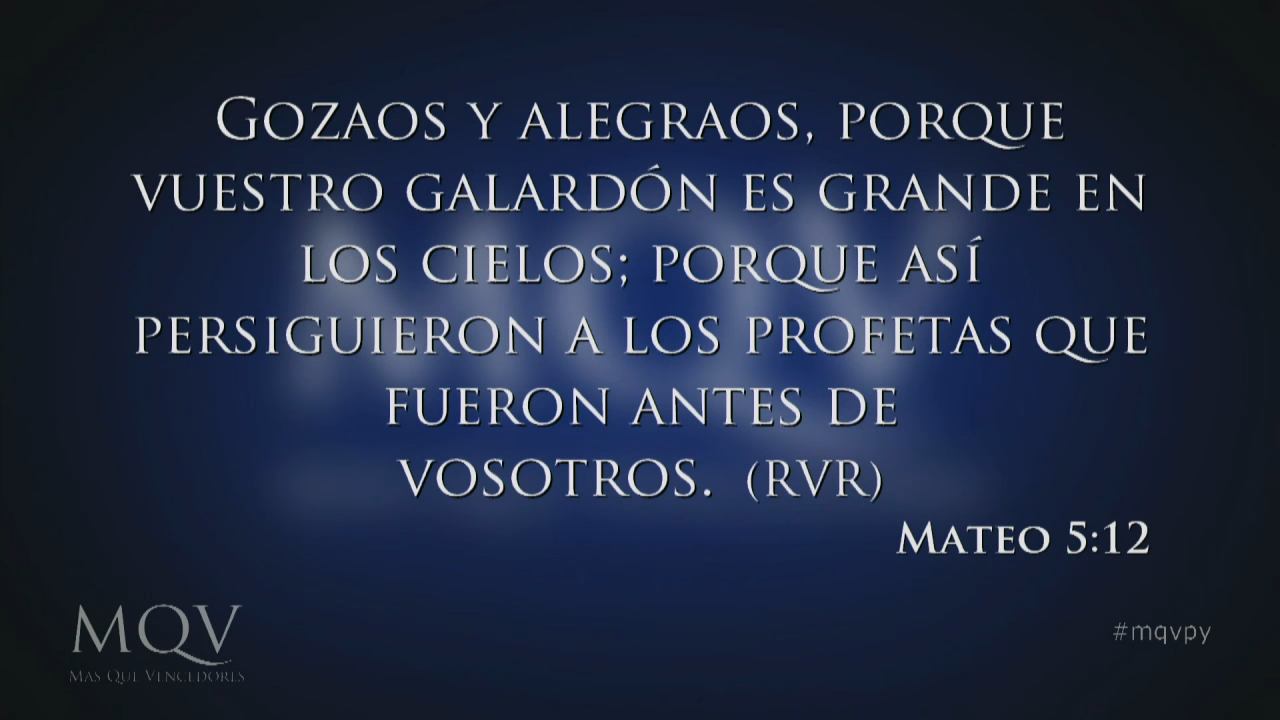 Gozaos y alegraos, porque
vuestro galardón es grande en
los cielos; porque así
persiguieron a los profetas que
fueron antes de
vosotros. (RVR)
Mateo 5:12
MQV
Mas Que Vencedores
#mqvpy